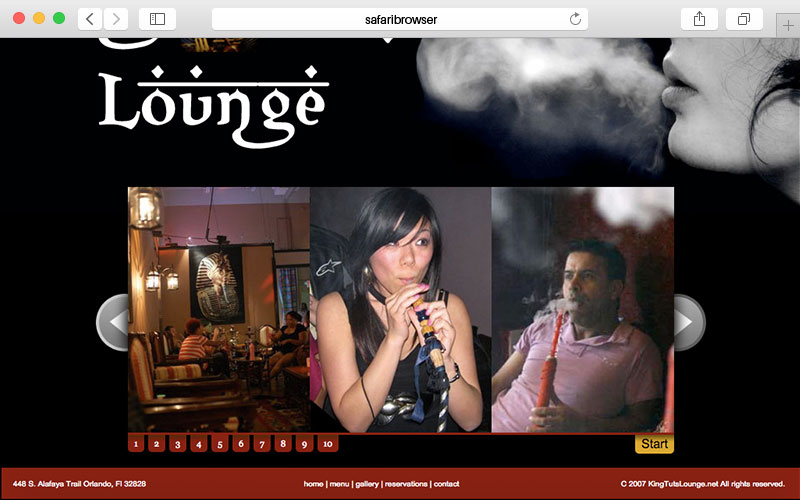 safaribrowser
Lounge
1 2 3 4 5 6 7 8 9 10
Start
448 S. Alafaya Trail Orlando, Fl 32828
home | menu | gallery | reservations | contact
© 2007 KingTutsLounge.net All rights reserved.